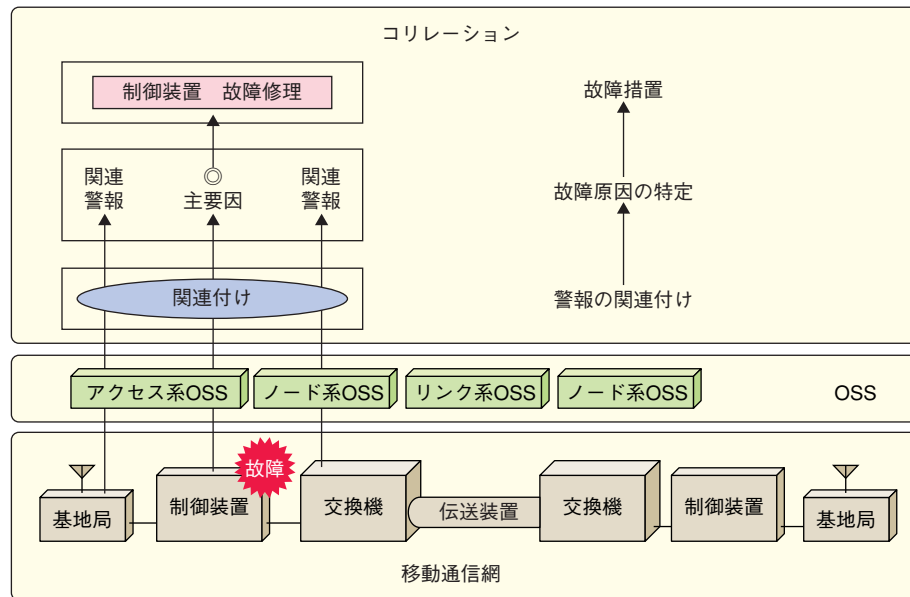 コリレーション
制御装置 故障修理
故障措置
関連
警報
◎
主要因
関連
警報
故障原因の特定
関連付け
警報の関連付け
アクセス系OSS
ノード系OSS
リンク系OSS
ノード系OSS
OSS
故障
基地局
制御装置
交換機
伝送装置
交換機
制御装置
基地局
移動通信網